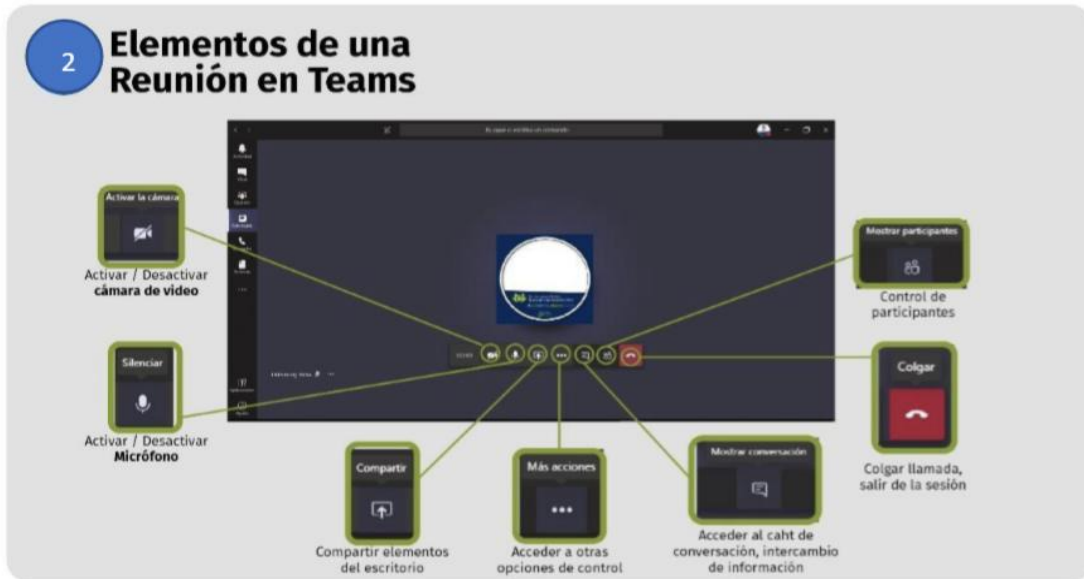 2
Elementos de una
Reunión en Teams
Activar la cámara
Activar / Desactivar
cámara de video
Silenciar
Activar / Desactivar
Micrófono
Compartir
Compartir elementos
del escritorio
Más acciones
Acceder a otras
opciones de control
Mostrar conversación
Acceder al caht de
conversación, intercambio
de información
Mostrar participantes
Control de
participantes
Colgar
Colgar llamada,
salir de la sesión